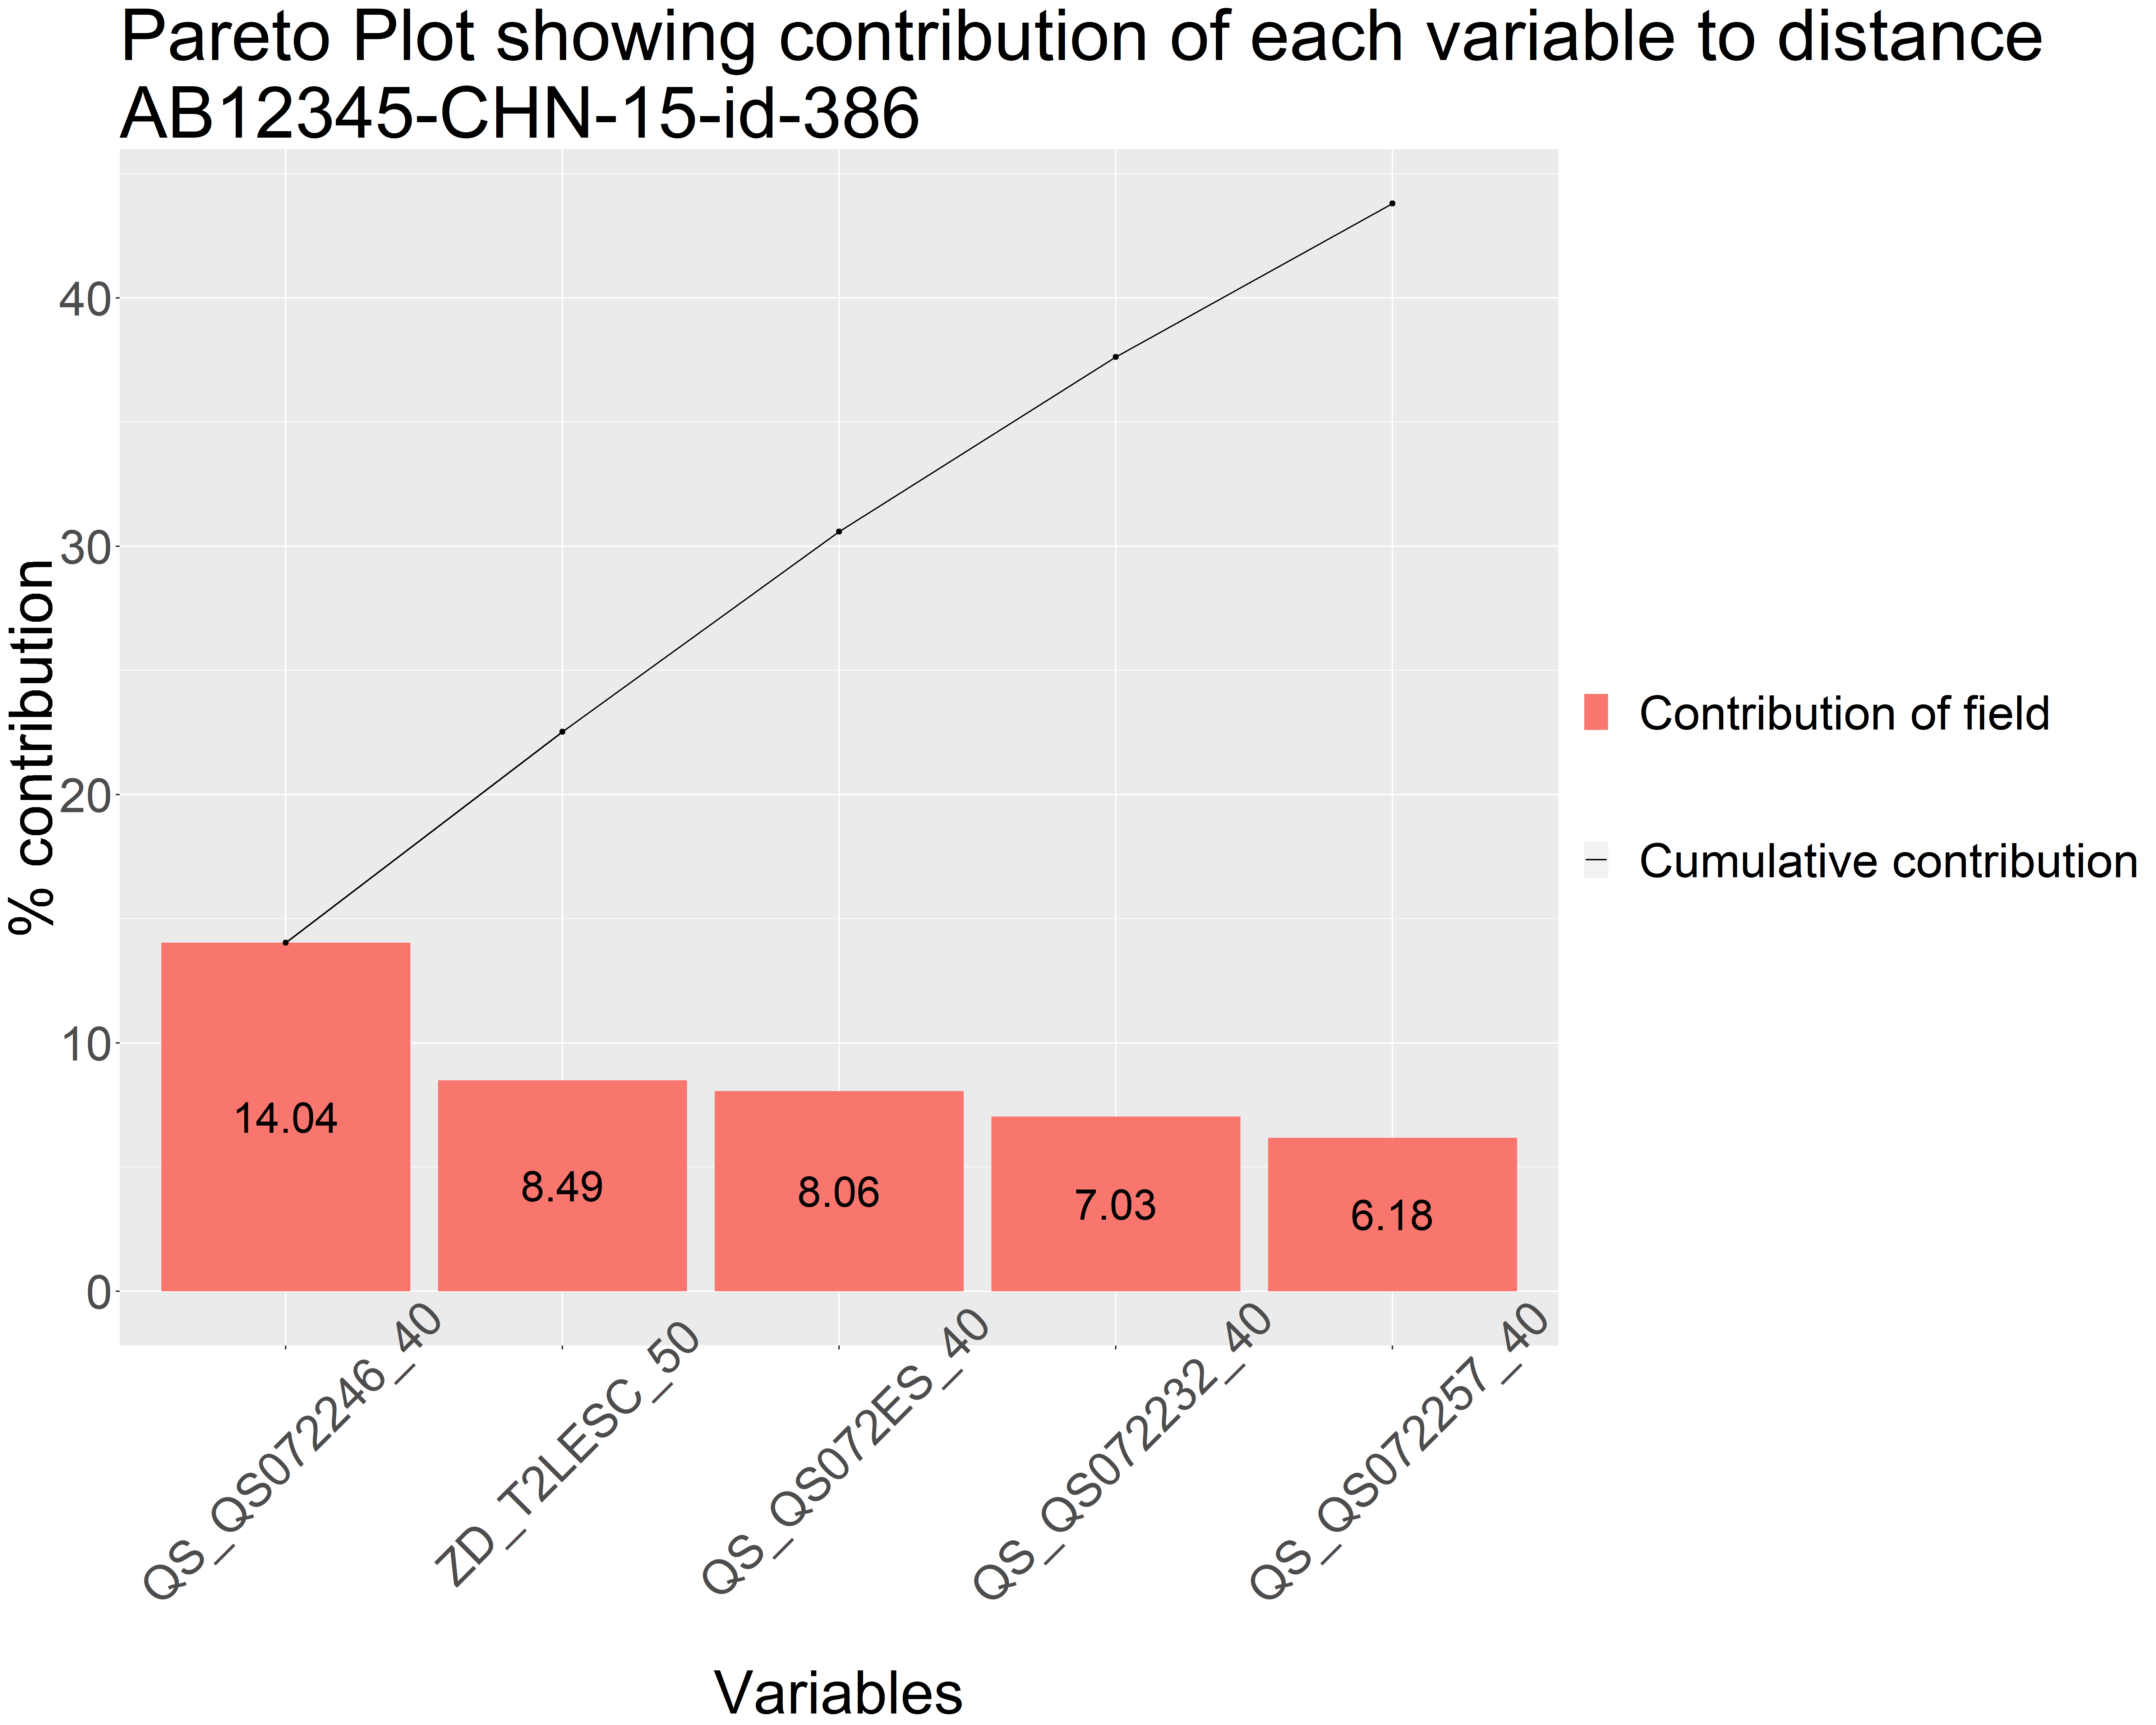 Pareto Plot showing contribution of each variable to distance
AB12345-CHN-15-id-386
% contribution
40
30
20
10
0
14.04
8.49
8.06
7.03
6.18
QS_QS072246_40
ZD_T2LESC_50
QS_QS072ES_40
QS_QS072232_40
QS_QS072257_40
Variables
Contribution of field
Cumulative contribution